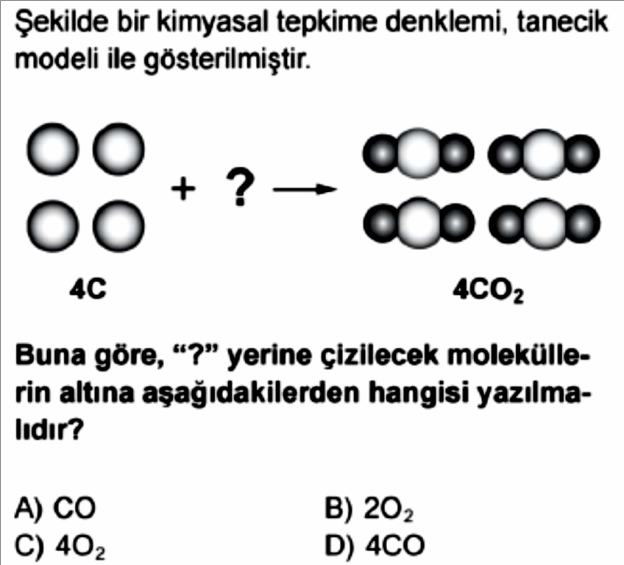 Şekilde bir kimyasal tepkime denklemi, tanecik
modeli ile gösterilmiştir.
+ ? →
4C
4CO₂
Buna göre, “?” yerine çizilecek molekülle-
rin altına aşağıdakilerden hangisi yazılma-
lıdır?
A) CO
B) 2O₂
C) 4O₂
D) 4CO